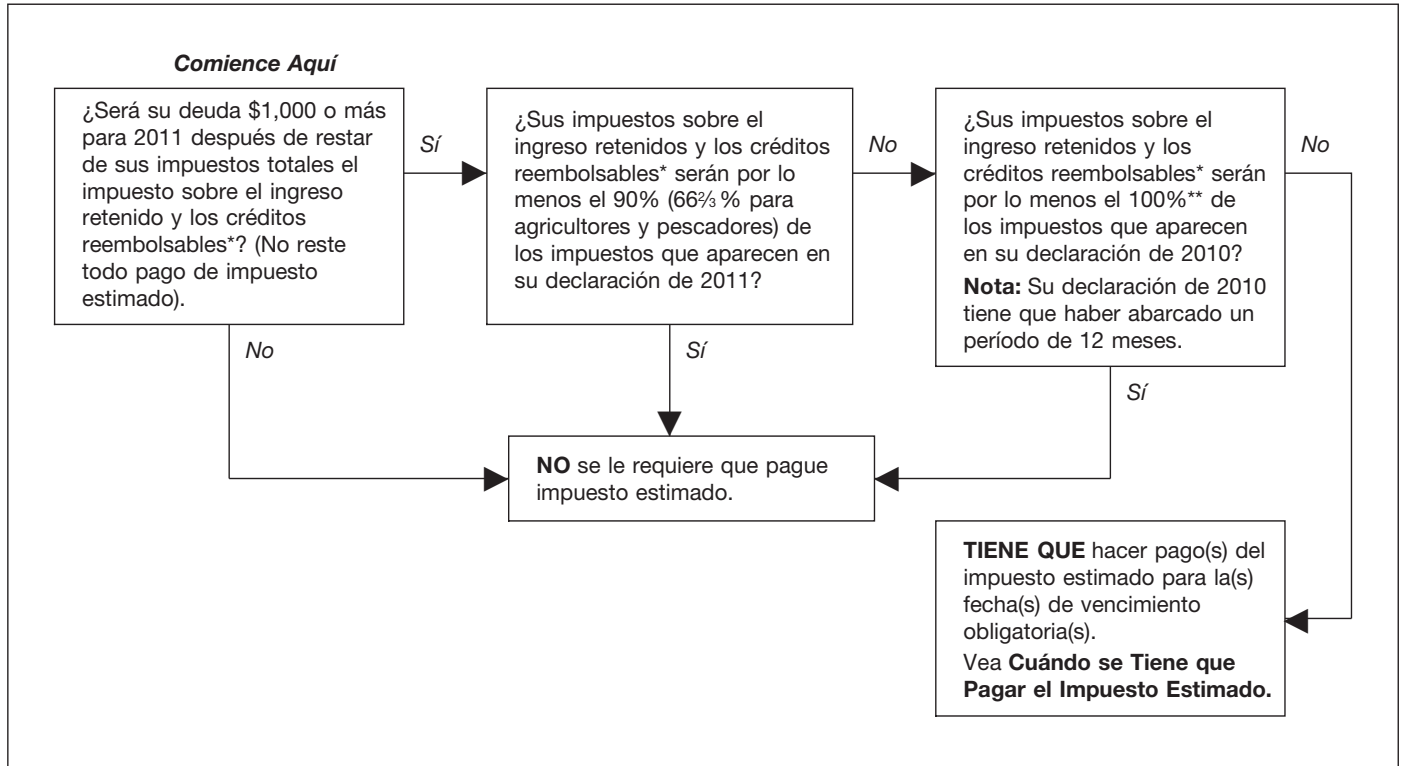 Comience Aquí
¿Será su deuda $1,000 o más
para 2011 después de restar
de sus impuestos totales el
impuesto sobre el ingreso
retenido y los créditos
reembolsables*? (No reste
todo pago de impuesto
estimado).
Sí
No
¿Sus impuestos sobre el
ingreso retenidos y los créditos
reembolsables* serán por lo
menos el 90% (66⅔% para
agricultores y pescadores) de
los impuestos que aparecen en
su declaración de 2011?
No
Sí
¿Sus impuestos sobre el
ingreso retenidos y los
créditos reembolsables* serán
por lo menos el 100%** de
los impuestos que aparecen
en su declaración de 2010?
Nota: Su declaración de 2010
tiene que haber abarcado un
período de 12 meses.
No
Sí
NO se le requiere que pague
impuesto estimado.
TIENE QUE hacer pago(s) del
impuesto estimado para la(s)
fecha(s) de vencimiento
obligatoria(s).
Vea Cuándo se Tiene que
Pagar el Impuesto Estimado.